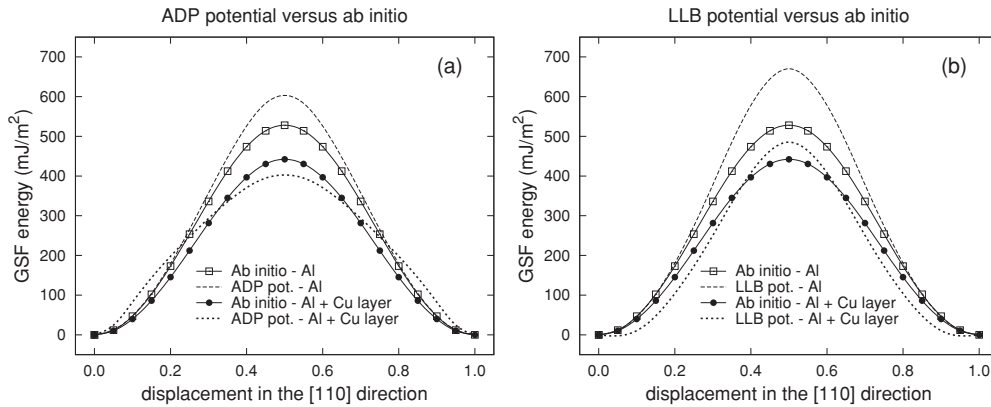 ADP potential versus ab initio
(a)
GSF energy (mJ/m²)
700
600
500
400
300
200
100
0
Ab initio - Al
ADP pot. - Al
Ab initio - Al + Cu layer
ADP pot. - Al + Cu layer
0.0 0.2 0.4 0.6 0.8 1.0
displacement in the [110] direction
LLB potential versus ab initio
(b)
GSF energy (mJ/m²)
700
600
500
400
300
200
100
0
Ab initio - Al
LLB pot. - Al
Ab initio - Al + Cu layer
LLB pot. - Al + Cu layer
0.0 0.2 0.4 0.6 0.8 1.0
displacement in the [110] direction